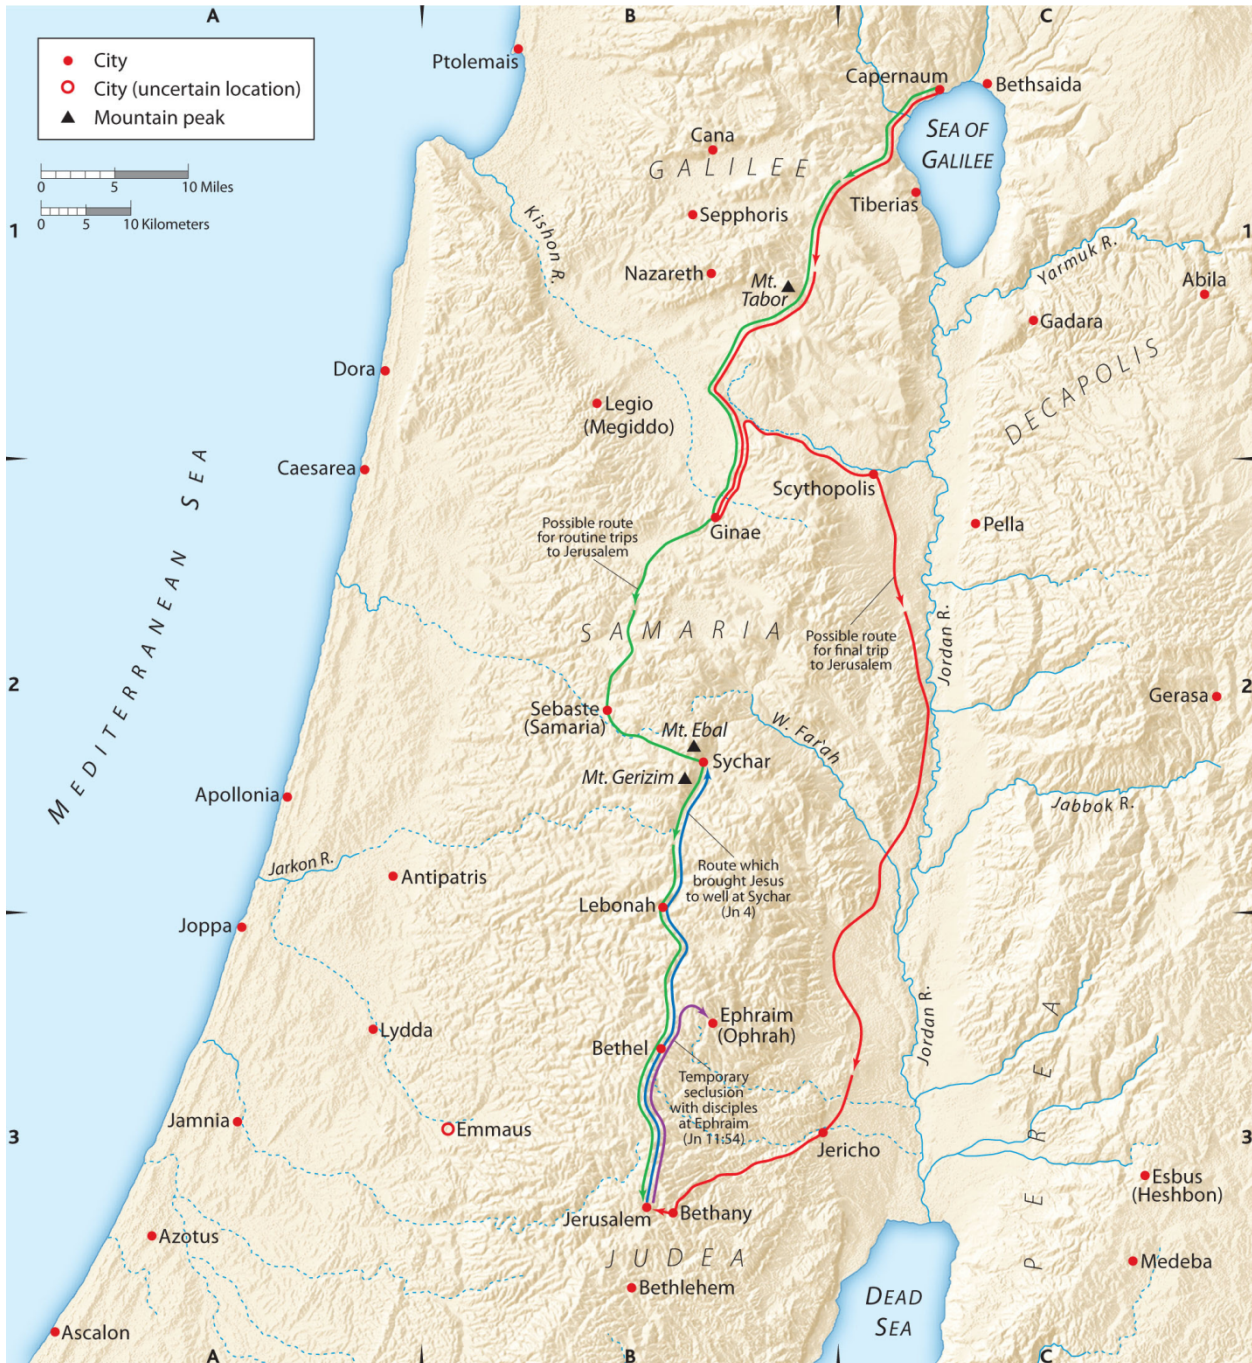 A
B
C
City
City (uncertain location)
Mountain peak
0 5 10 Miles
0 5 10 Kilometers
Ptolemais
Capernaum
Bethsaida
SEA OF
GALILEE
Cana
GALILEE
Tiberias
Sepphoris
Kishon R.
1
1
Nazareth
Mt.
Tabor
Yarmuk R.
Abila
Gadara
DECAPOLIS
Dora
Legio
(Megiddo)
Caesarea
Scythopolis
MEDITERRANEAN SEA
Ginae
Pella
Possible route
for routine trips
to Jerusalem
SAMARIA
Possible route
for final trip
to Jerusalem
Jordan R.
2
2
Sebaste
(Samaria)
Gerasa
Mt. Ebal
W. Far'ah
Sychar
Mt. Gerizim
Apollonia
Jabbok R.
Jarkon R.
Antipatris
Route which
brought Jesus
to well at Sychar
(Jn 4)
Lebonah
Joppa
Lydda
Ephraim
(Ophrah)
Jordan R.
Bethel
PEREA
Temporary
seclusion
with disciples
at Ephraim
(Jn 11:54)
Jamnia
Emmaus
3
3
Jericho
Esbus
(Heshbon)
Jerusalem
Bethany
Azotus
JUDEA
Medeba
Bethlehem
DEAD
SEA
Ascalon
A
B
C